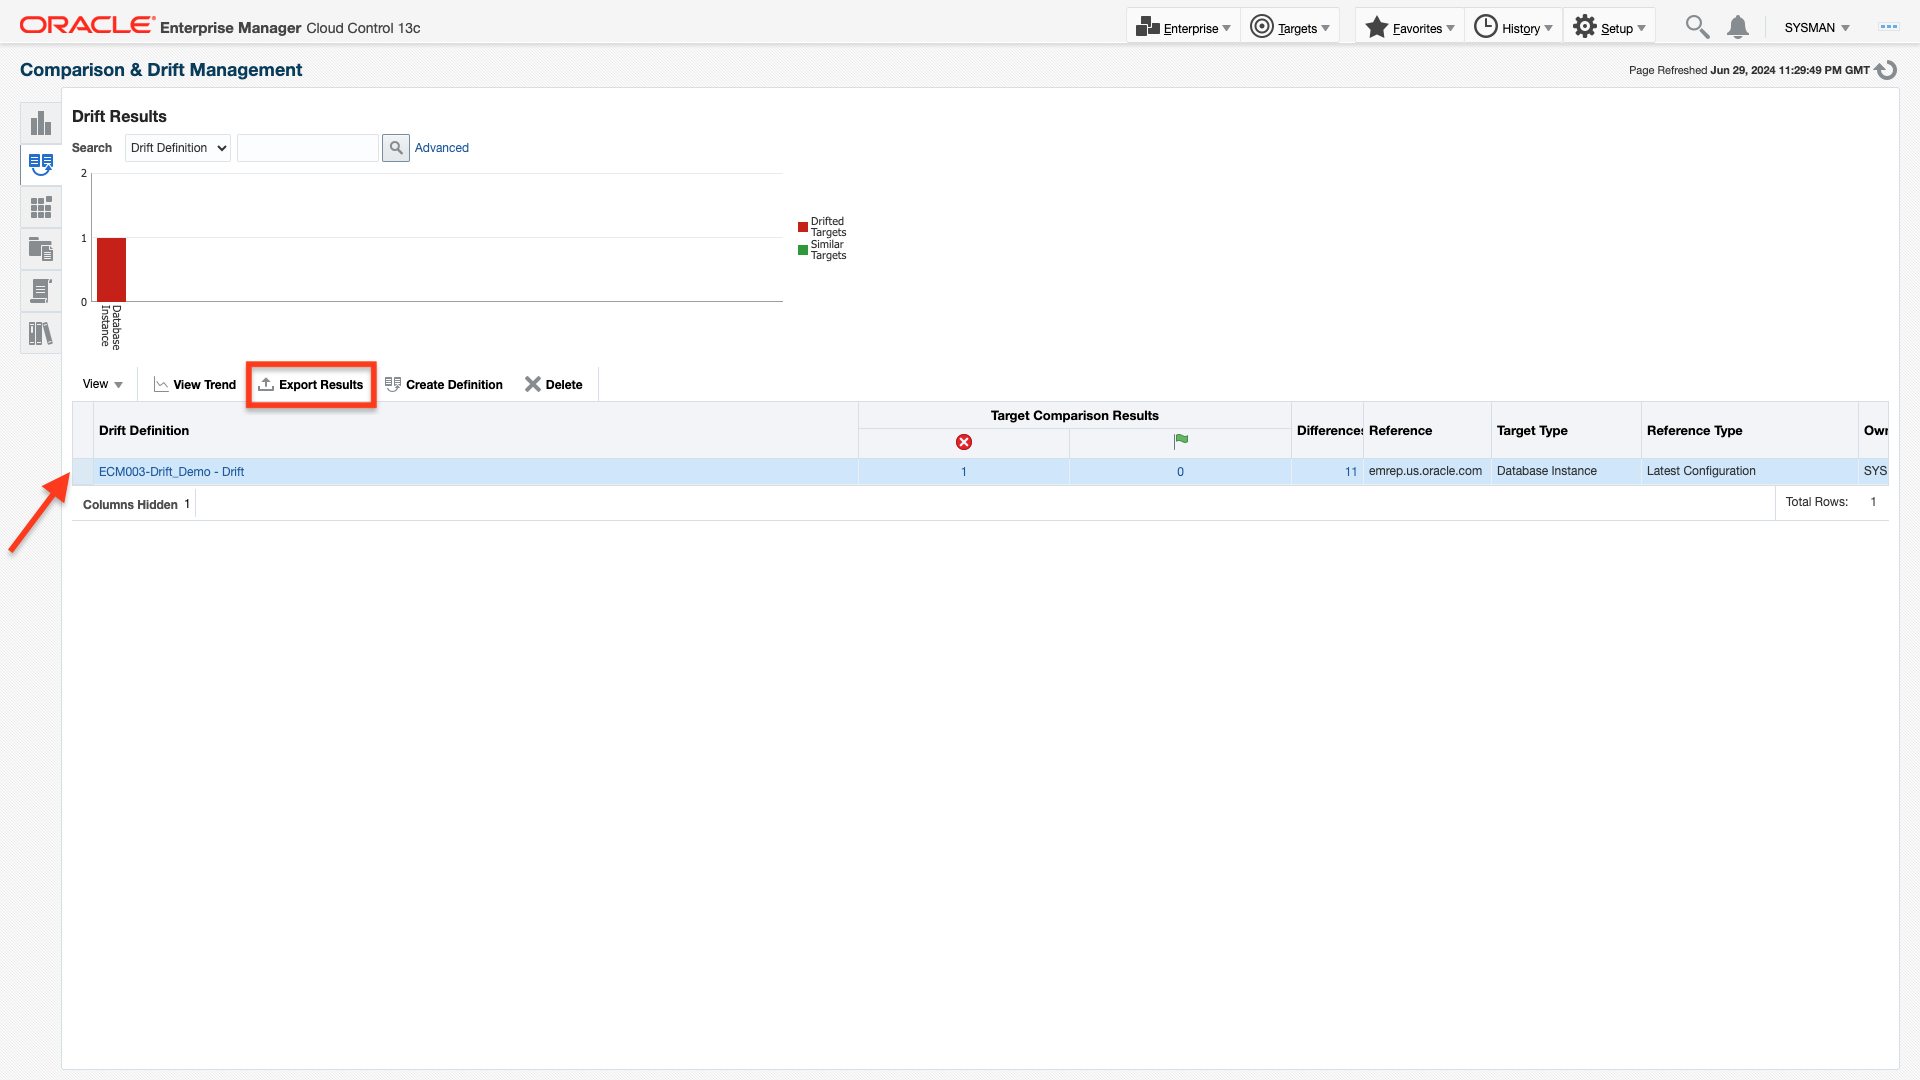 ORACLE Enterprise Manager Cloud Control 13c
Enterprise Targets Favorites History Setup SYSMAN
Comparison & Drift Management
Page Refreshed Jun 29, 2024 11:29:49 PM GMT
Drift Results
Search Drift Definition Advanced
2
1
0
Drifted
Targets
Similar
Targets
Database
Instance
View View Trend Export Results Create Definition Delete
Drift Definition Target Comparison Results Differences Reference Target Type Reference Type Own
ECM003-Drift_Demo - Drift 1 0 11 emrep.us.oracle.com Database Instance Latest Configuration SYS
Columns Hidden 1
Total Rows: 1